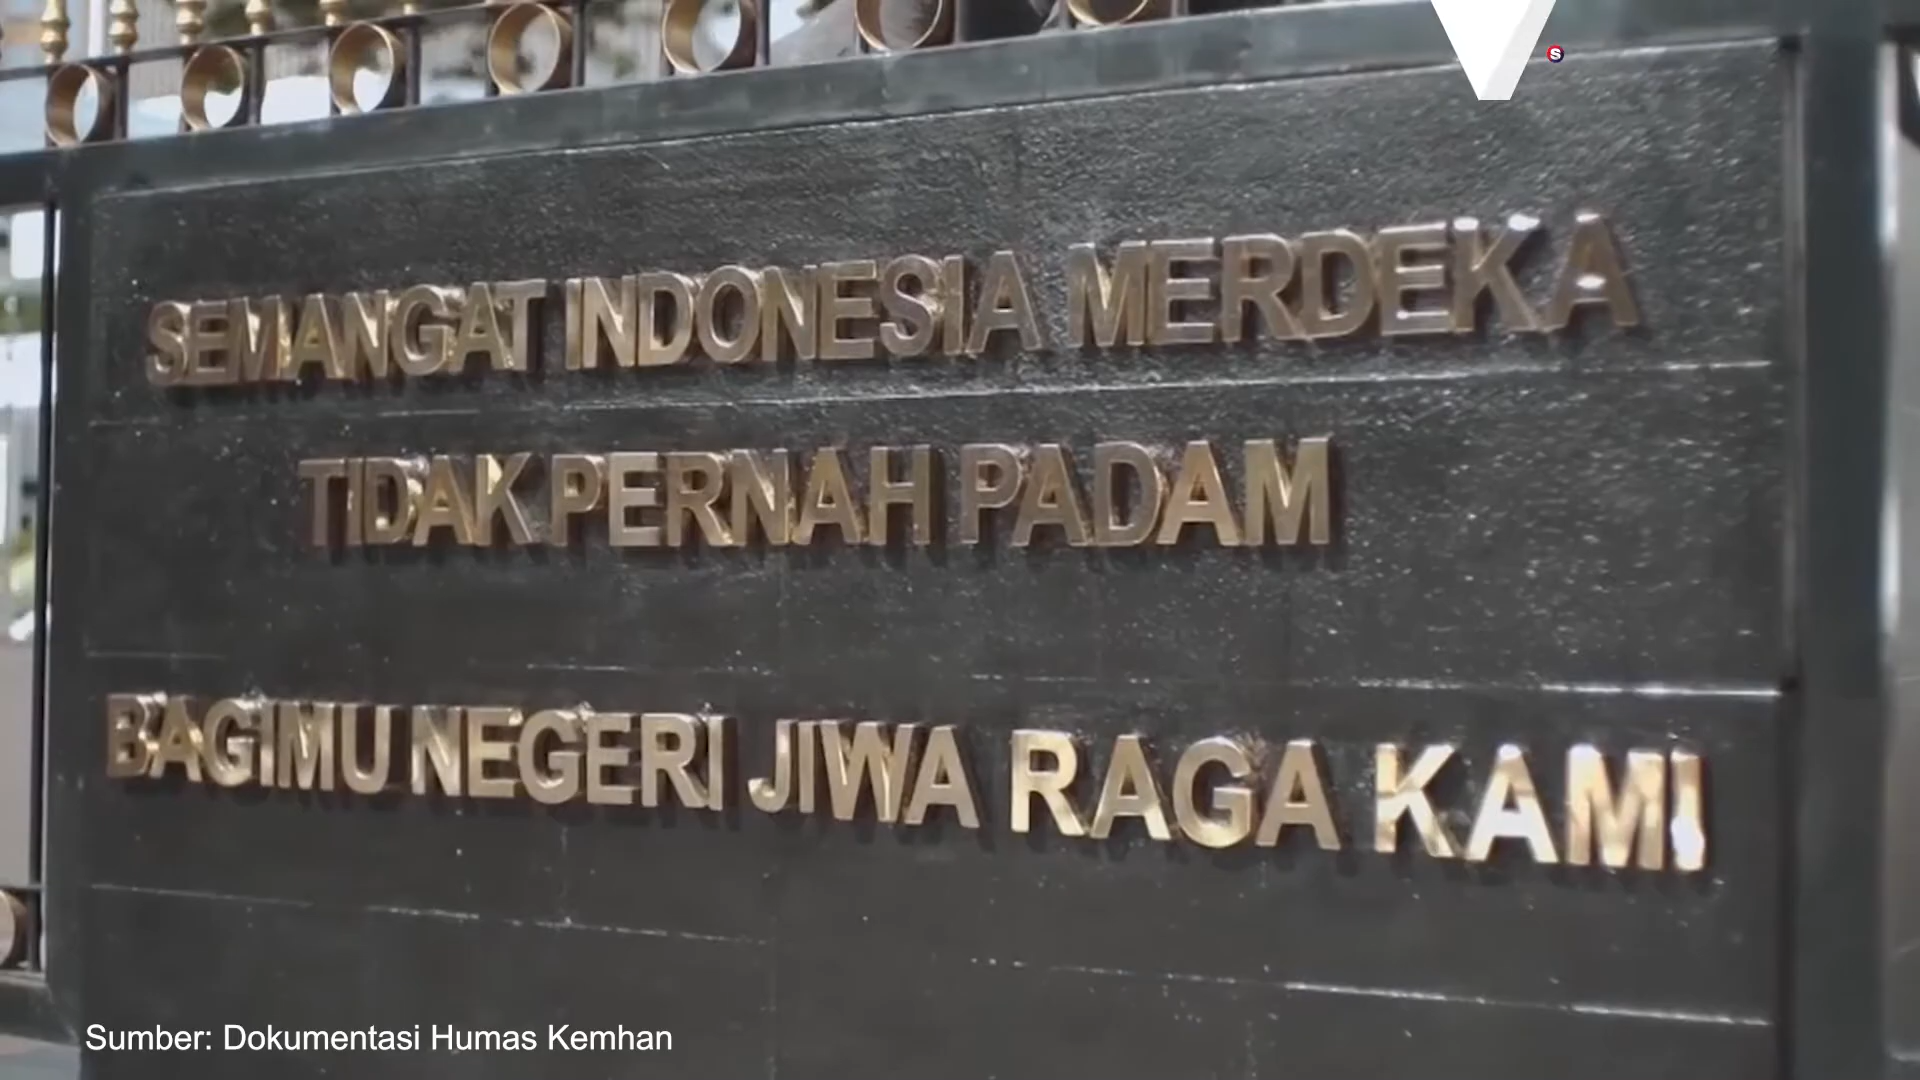 SEMANGAT INDONESIA MERDEKA
TIDAK PERNAH PADAM
BAGIMU NEGERI JIWA RAGA KAMI
Sumber: Dokumentasi Humas Kemhan